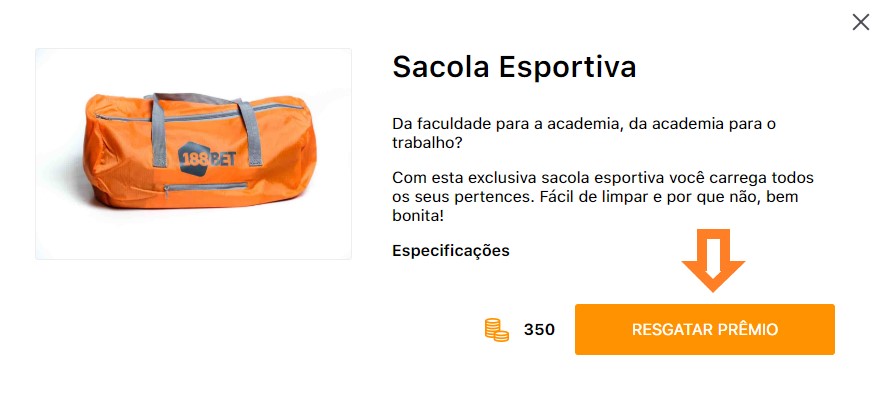 Sacola Esportiva
188BET
Da faculdade para a academia, da academia para o
trabalho?
Com esta exclusiva sacola esportiva você carrega todos
os seus pertences. Fácil de limpar e por que não, bem
bonita!
Especificações
350
RESGATAR PRÊMIO